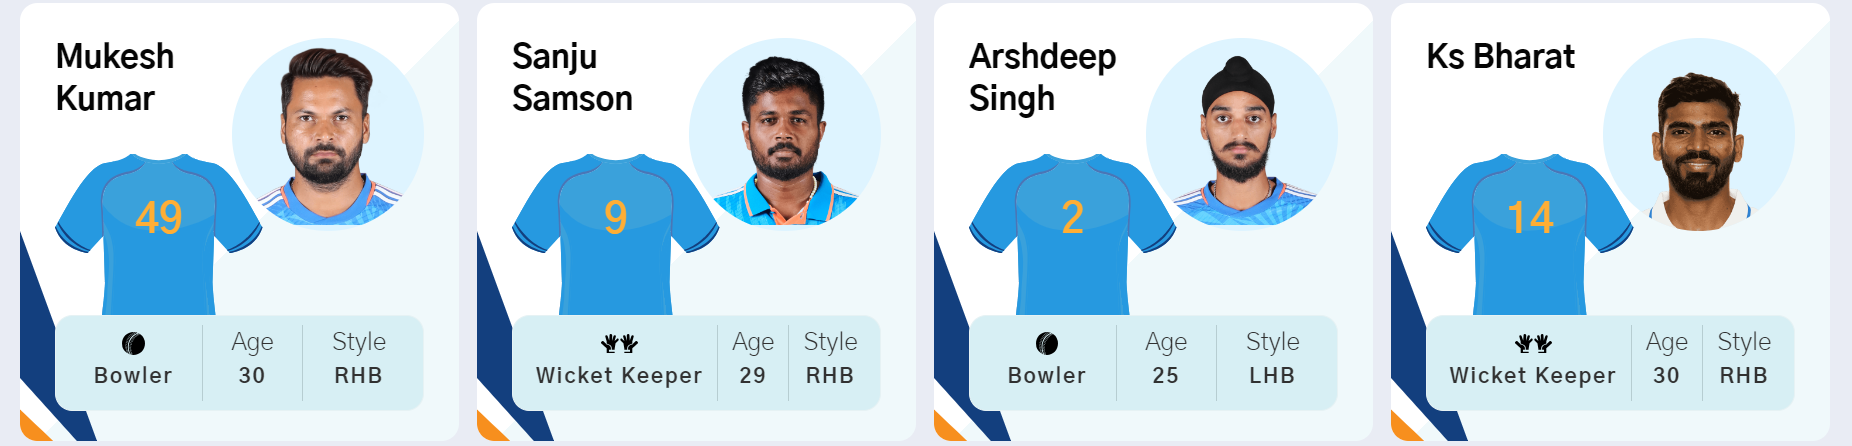 Mukesh
Kumar
49
Bowler
Age
30
Style
RHB
Sanju
Samson
9
Wicket Keeper
Age
29
Style
RHB
Arshdeep
Singh
2
Bowler
Age
25
Style
LHB
Ks Bharat
14
Wicket Keeper
Age
30
Style
RHB